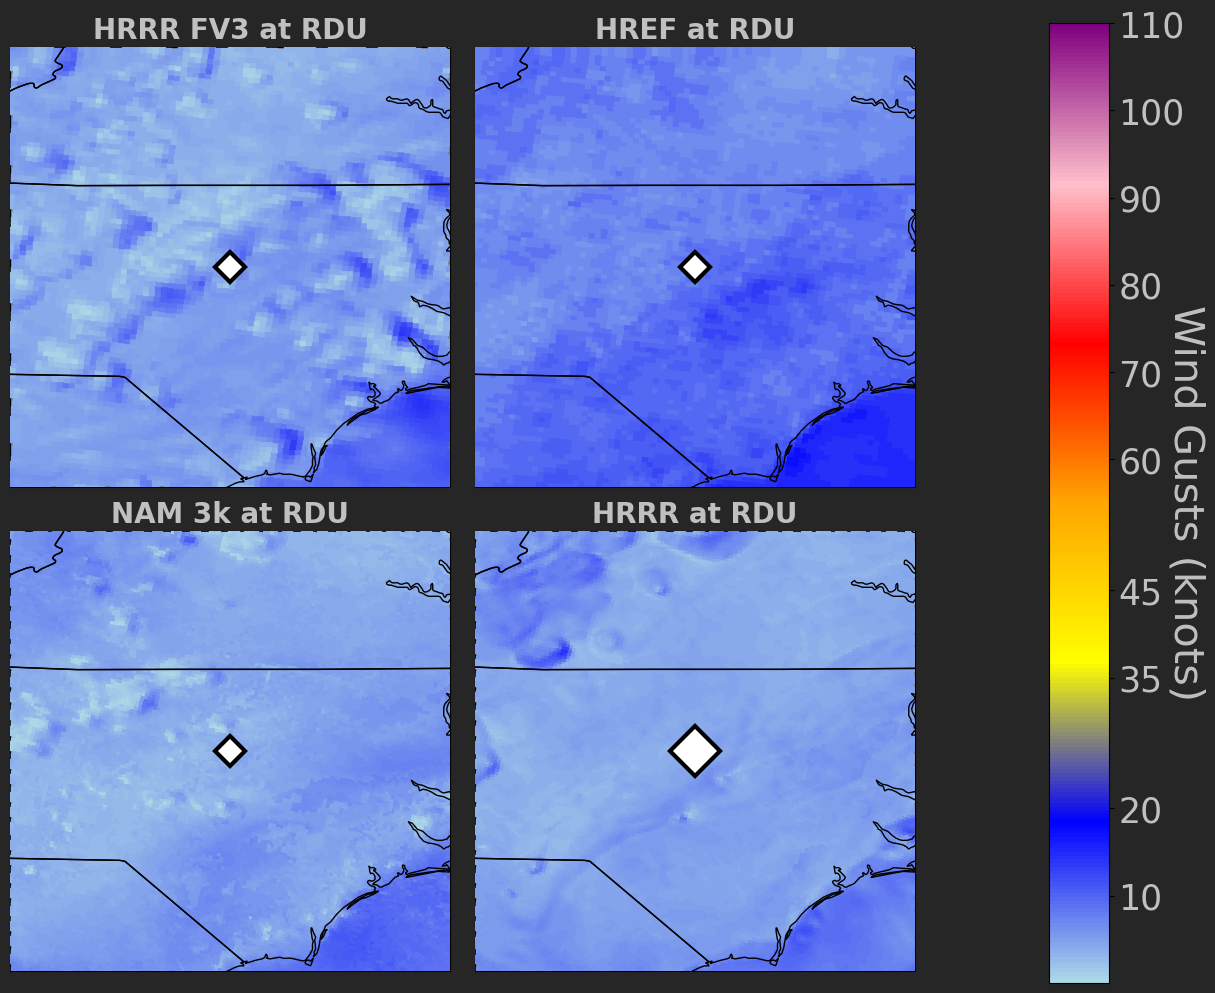 HRRR FV3 at RDU
HREF at RDU
NAM 3k at RDU
HRRR at RDU
110
100
90
80
70
60
45
35
20
10
Wind Gusts (knots)